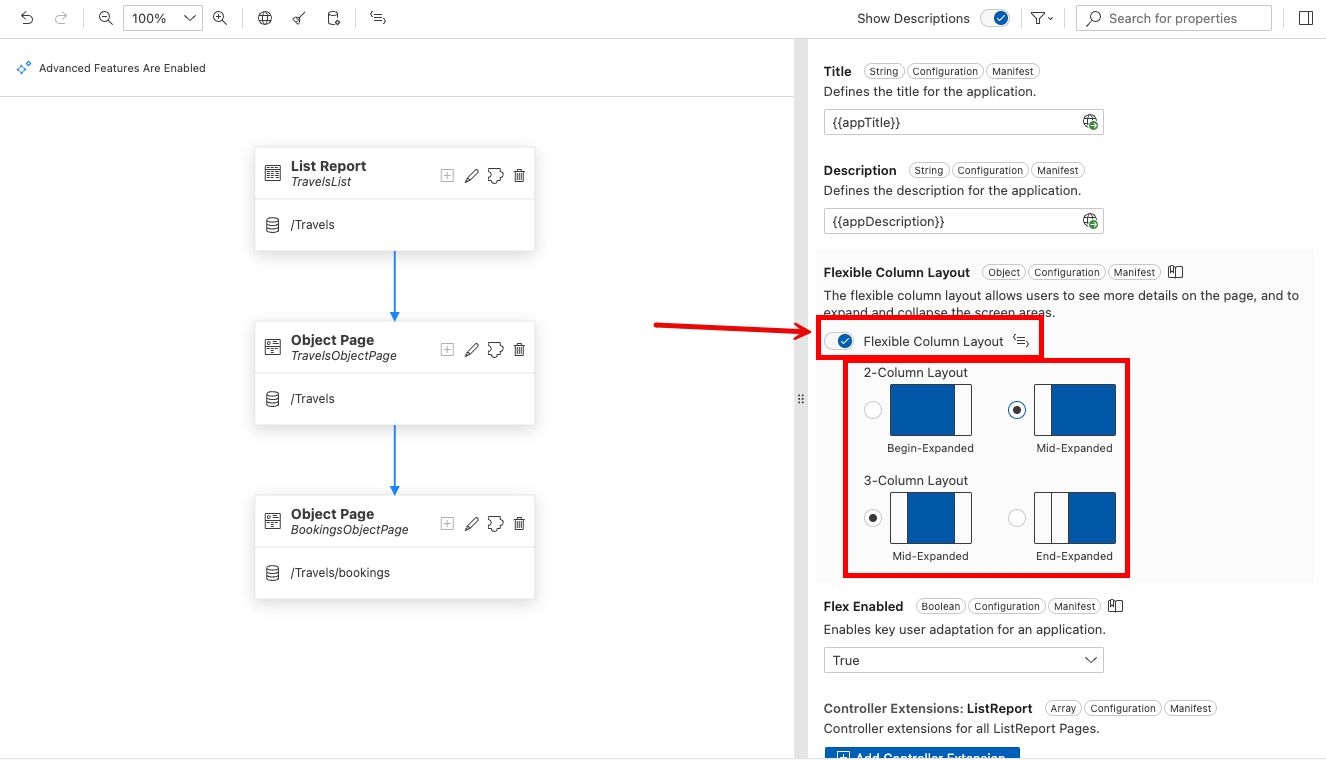 100%
Show Descriptions
Search for properties
Advanced Features Are Enabled
List Report
TravelsList
/Travels
Object Page
TravelsObjectPage
/Travels
Object Page
BookingsObjectPage
/Travels/bookings
Title String Configuration Manifest
Defines the title for the application.
{{appTitle}}
Description String Configuration Manifest
Defines the description for the application.
{{appDescription}}
Flexible Column Layout Object Configuration Manifest
The flexible column layout allows users to see more details on the page, and to
expand and collapse the screen areas.
Flexible Column Layout
2-Column Layout
Begin-Expanded Mid-Expanded
3-Column Layout
Mid-Expanded End-Expanded
Flex Enabled Boolean Configuration Manifest
Enables key user adaptation for an application.
True
Controller Extensions: ListReport Array Configuration Manifest
Controller extensions for all ListReport Pages.
Add Controller Extension